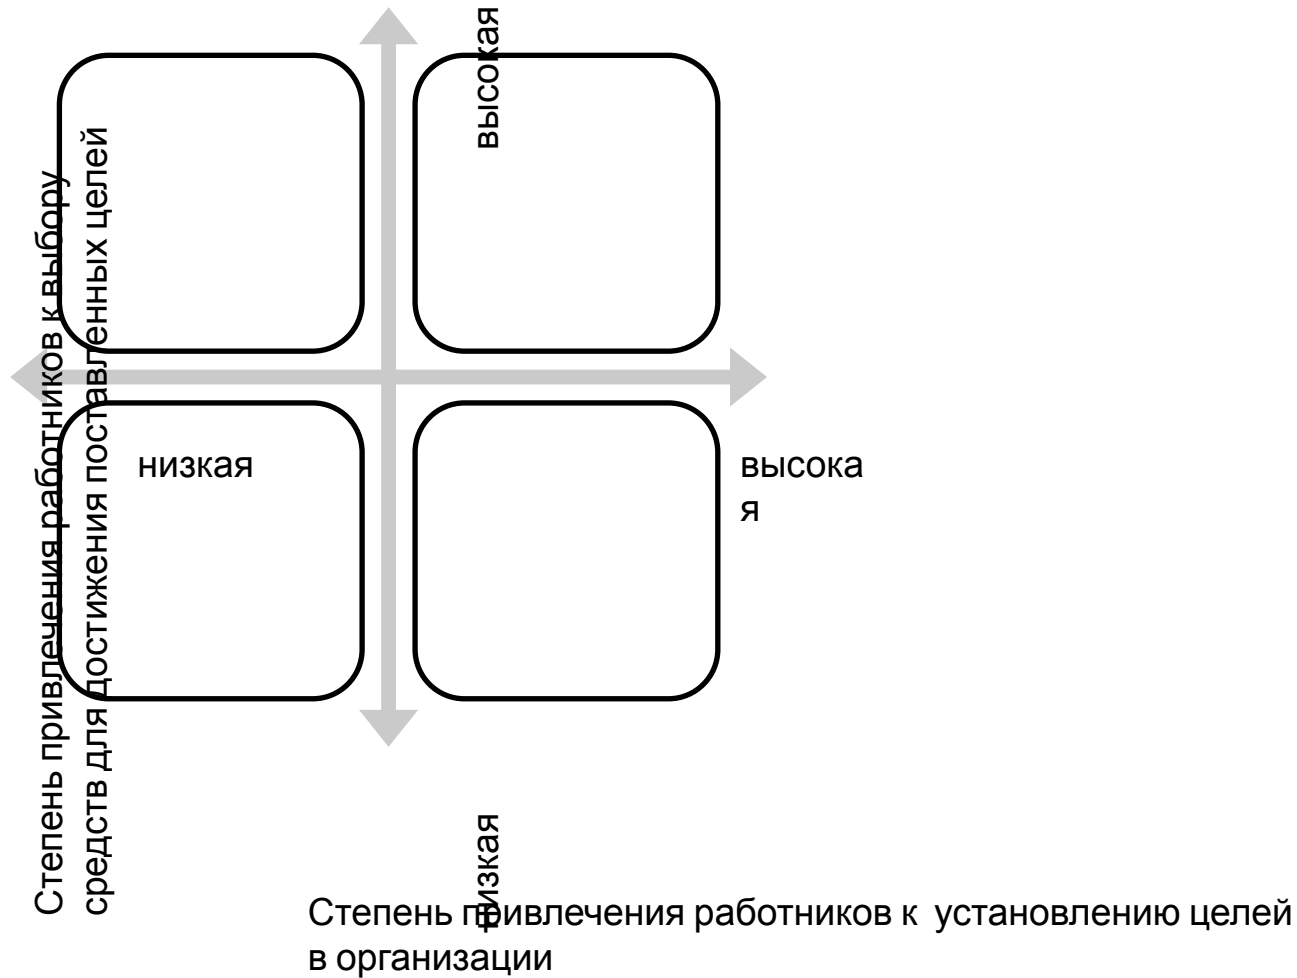 высокая
Степень привлечения работников к выбору
средств для достижения поставленных целей
низкая
высока
я
низкая
Степень привлечения работников к установлению целей
в организации